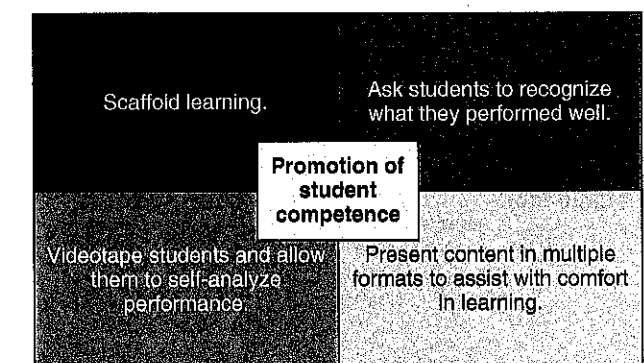 Scaffold learning.
Ask students to recognize
what they performed well.
Promotion of
student
competence
Videotape students and allow
them to self-analyze
performance.
Present content in multiple
formats to assist with comfort
in learning.